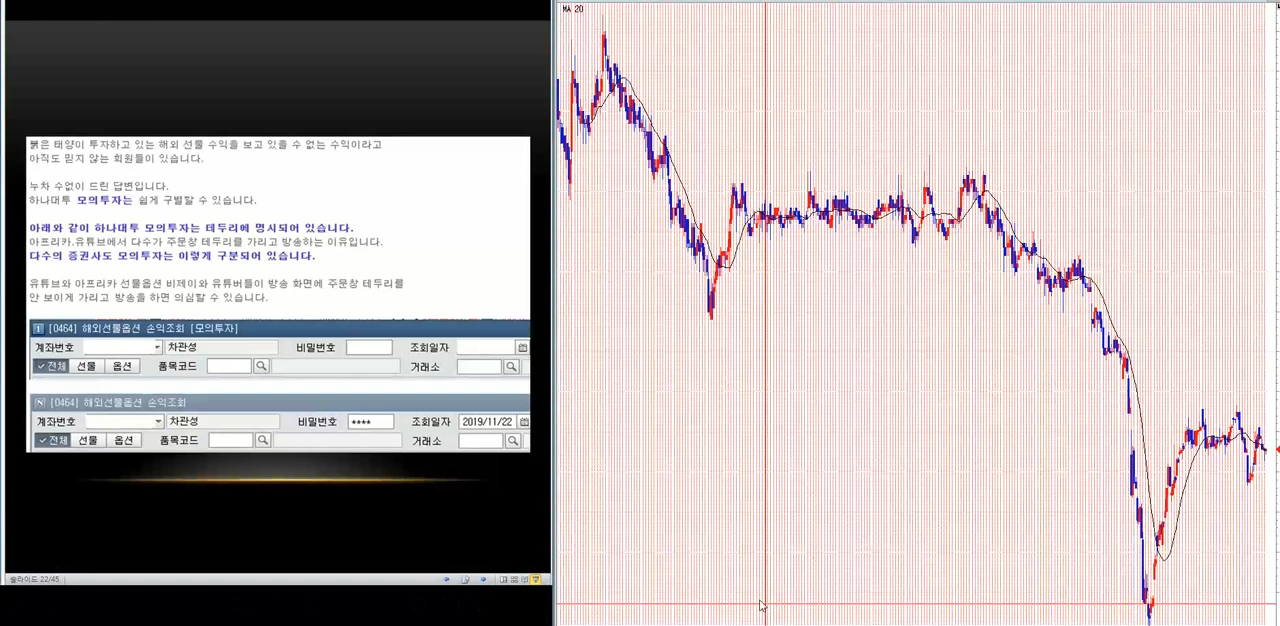 MA 20
붉은 태양이 투자하고 있는 해외 선물 수익을 보고 있을 수 없는 수익이라고
아직도 믿지 않는 회원들이 있습니다.
누차 수없이 드린 답변입니다.
하나대투 모의투자는 쉽게 구별할 수 있습니다.
아래와 같이 하나대투 모의투자는 테두리에 명시되어 있습니다.
아프리카.유튜브에서 다수가 주문창 테두리를 가리고 방송하는 이유입니다.
다수의 증권사도 모의투자는 이렇게 구분되어 있습니다.
유튜브와 아프리카 선물옵션 비제이와 유튜버들이 방송 화면에 주문창 테두리를
안 보이게 가리고 방송을 하면 의심할 수 있습니다.
[0464] 해외선물옵션 손익조회 [모의투자]
계좌번호 차관성 비밀번호 조회일자
전체 선물 옵션 품목코드 거래소
[0464] 해외선물옵션 손익조회
계좌번호 차관성 비밀번호 **** 조회일자 2019/11/22
전체 선물 옵션 품목코드 거래소
슬라이드 22/45